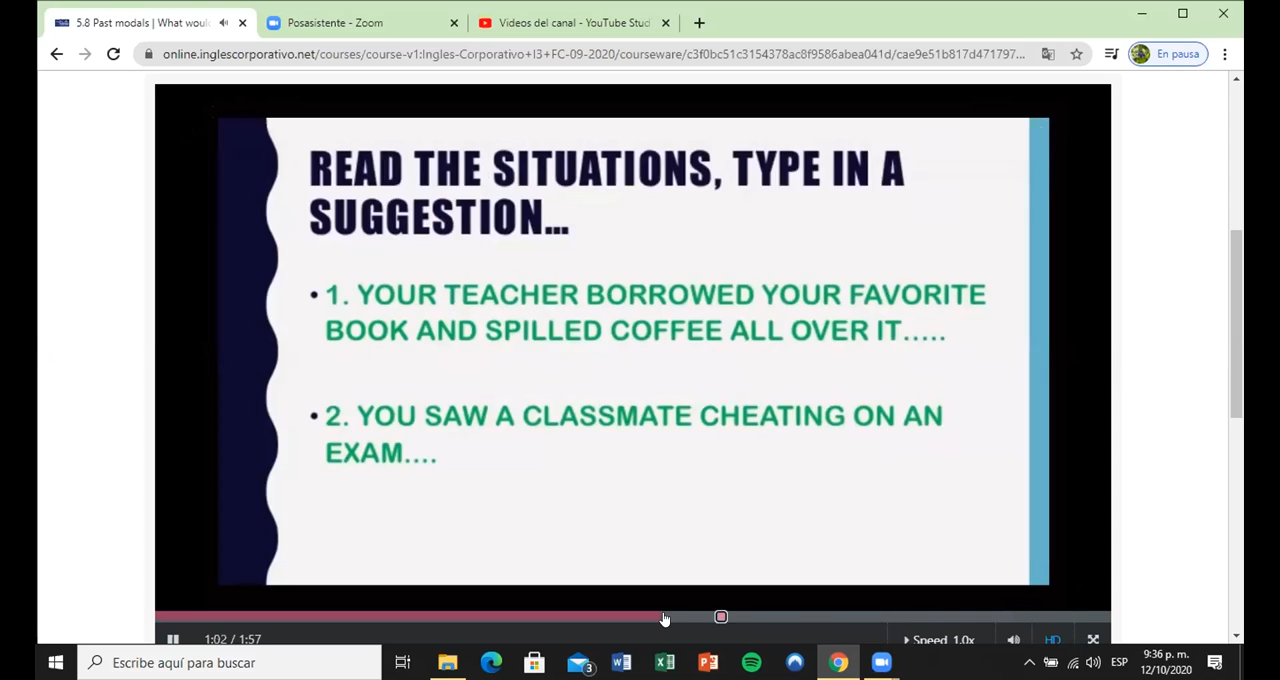 5.8 Past modals | What woul
Posasistente - Zoom
Videos del canal - YouTube Stud
online.inglescorporativo.net/courses/course-v1:Ingles-Corporativo+I3+FC-09-2020/courseware/c3f0bc51c3154378ac8f9586abea041d/cae9e51b817d471797...
En pausa
READ THE SITUATIONS, TYPE IN A
SUGGESTION...
• 1. YOUR TEACHER BORROWED YOUR FAVORITE
BOOK AND SPILLED COFFEE ALL OVER IT.....
• 2. YOU SAW A CLASSMATE CHEATING ON AN
EXAM....
1:02 / 1:57
Speed 1.0x
HD
Escribe aquí para buscar
3
ESP
9:36 p. m.
12/10/2020